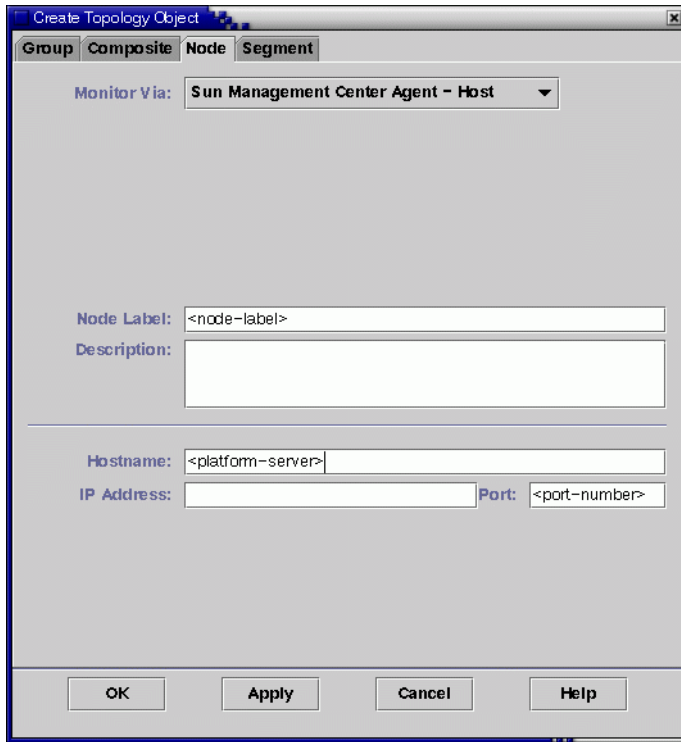 Create Topology Object
Group Composite Node Segment
Monitor Via: Sun Management Center Agent - Host
Node Label: <node-label>
Description:
Hostname: <platform-server>
IP Address: Port: <port-number>
OK Apply Cancel Help